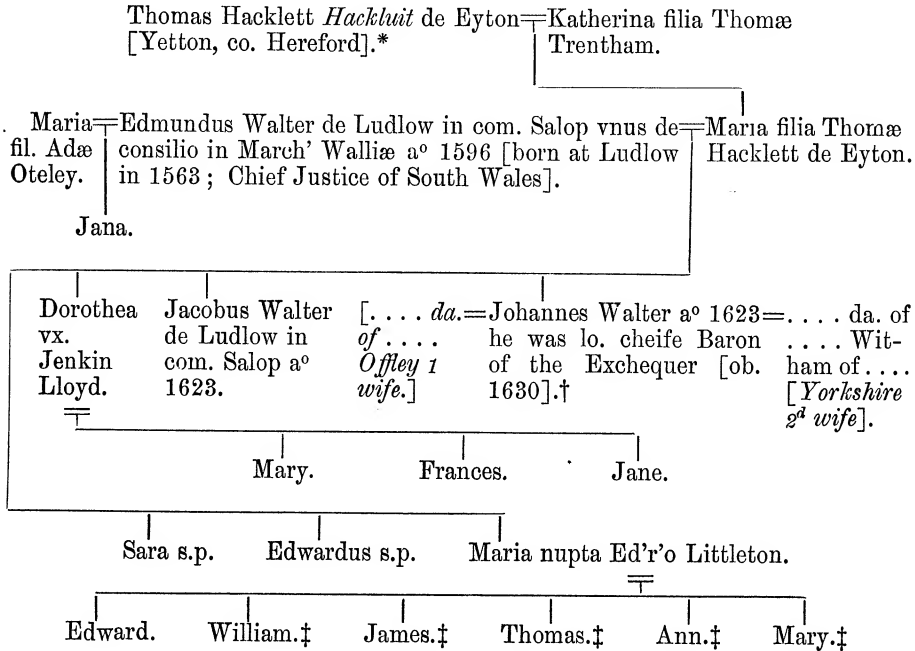 Thomas Hacklett Hackluit de Eyton=Katherina filia Thomæ
[Yetton, co. Hereford].* Trentham.
Maria=Edmundus Walter de Ludlow in com. Salop vnus de=Maria filia Thomæ
fil. Adæ consilio in March' Walliæ aº 1596 [born at Ludlow Hacklett de Eyton.
Oteley. in 1563 ; Chief Justice of South Wales].
Jana.
Dorothea Jacobus Walter [. . . . da.=Johannes Walter aº 1623=. . . . da. of
vx. de Ludlow in of . . . . he was lo. cheife Baron . . . . Wit-
Jenkin com. Salop aº Offley 1 of the Exchequer [ob. ham of . . . .
Lloyd. 1623. wife.] 1630].† [Yorkshire
2ᵈ wife].
Mary. Frances. Jane.
Sara s.p. Edwardus s.p. Maria nupta Ed'r'o Littleton.
Edward. William.‡ James.‡ Thomas.‡ Ann.‡ Mary.‡